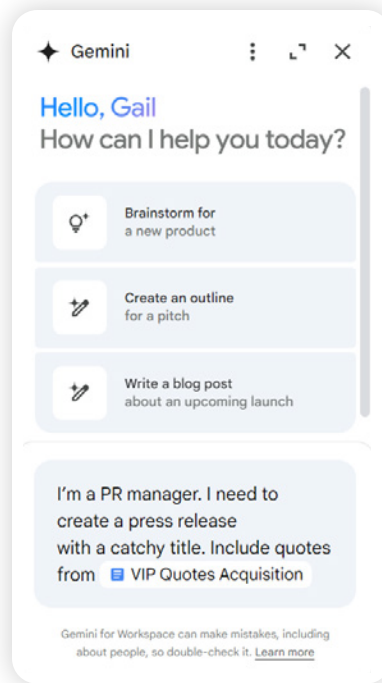 Gemini
Hello, Gail
How can I help you today?
Brainstorm for
a new product
Create an outline
for a pitch
Write a blog post
about an upcoming launch
I'm a PR manager. I need to
create a press release
with a catchy title. Include quotes
from VIP Quotes Acquisition
Gemini for Workspace can make mistakes, including
about people, so double-check it. Learn more